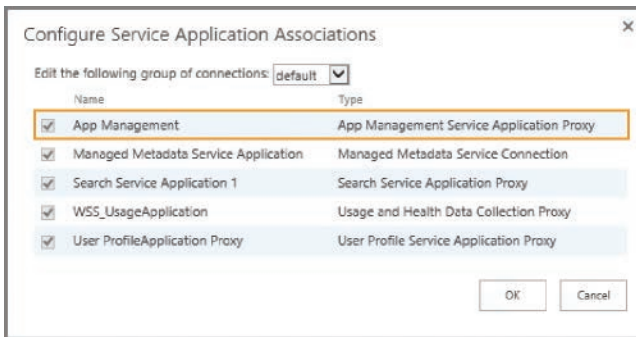 Configure Service Application Associations
Edit the following group of connections: default
Name Type
App Management App Management Service Application Proxy
Managed Metadata Service Application Managed Metadata Service Connection
Search Service Application 1 Search Service Application Proxy
WSS_UsageApplication Usage and Health Data Collection Proxy
User ProfileApplication Proxy User Profile Service Application Proxy
OK Cancel